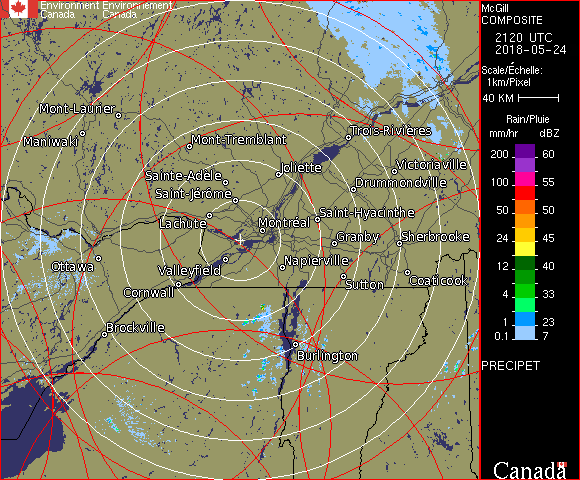 Environment Environnement
Canada Canada
McGill
COMPOSITE
2120 UTC
2018-05-24
Scale/Échelle:
1km/Pixel
40 KM
Rain/Pluie
mm/hr dBZ
200 60
150 57
100 55
50 50
24 45
12 40
4 33
1 23
0.1 7
PRECIPET
Canada
Mont-Laurier
Maniwaki
Mont-Tremblant
Trois-Rivières
Sainte-Adèle
Joliette
Victoriaville
Saint-Jérôme
Drummondville
Lachute
Montréal
Saint-Hyacinthe
Granby
Sherbrooke
Ottawa
Valleyfield
Napierville
Cornwall
Sutton
Coaticook
Brockville
Burlington